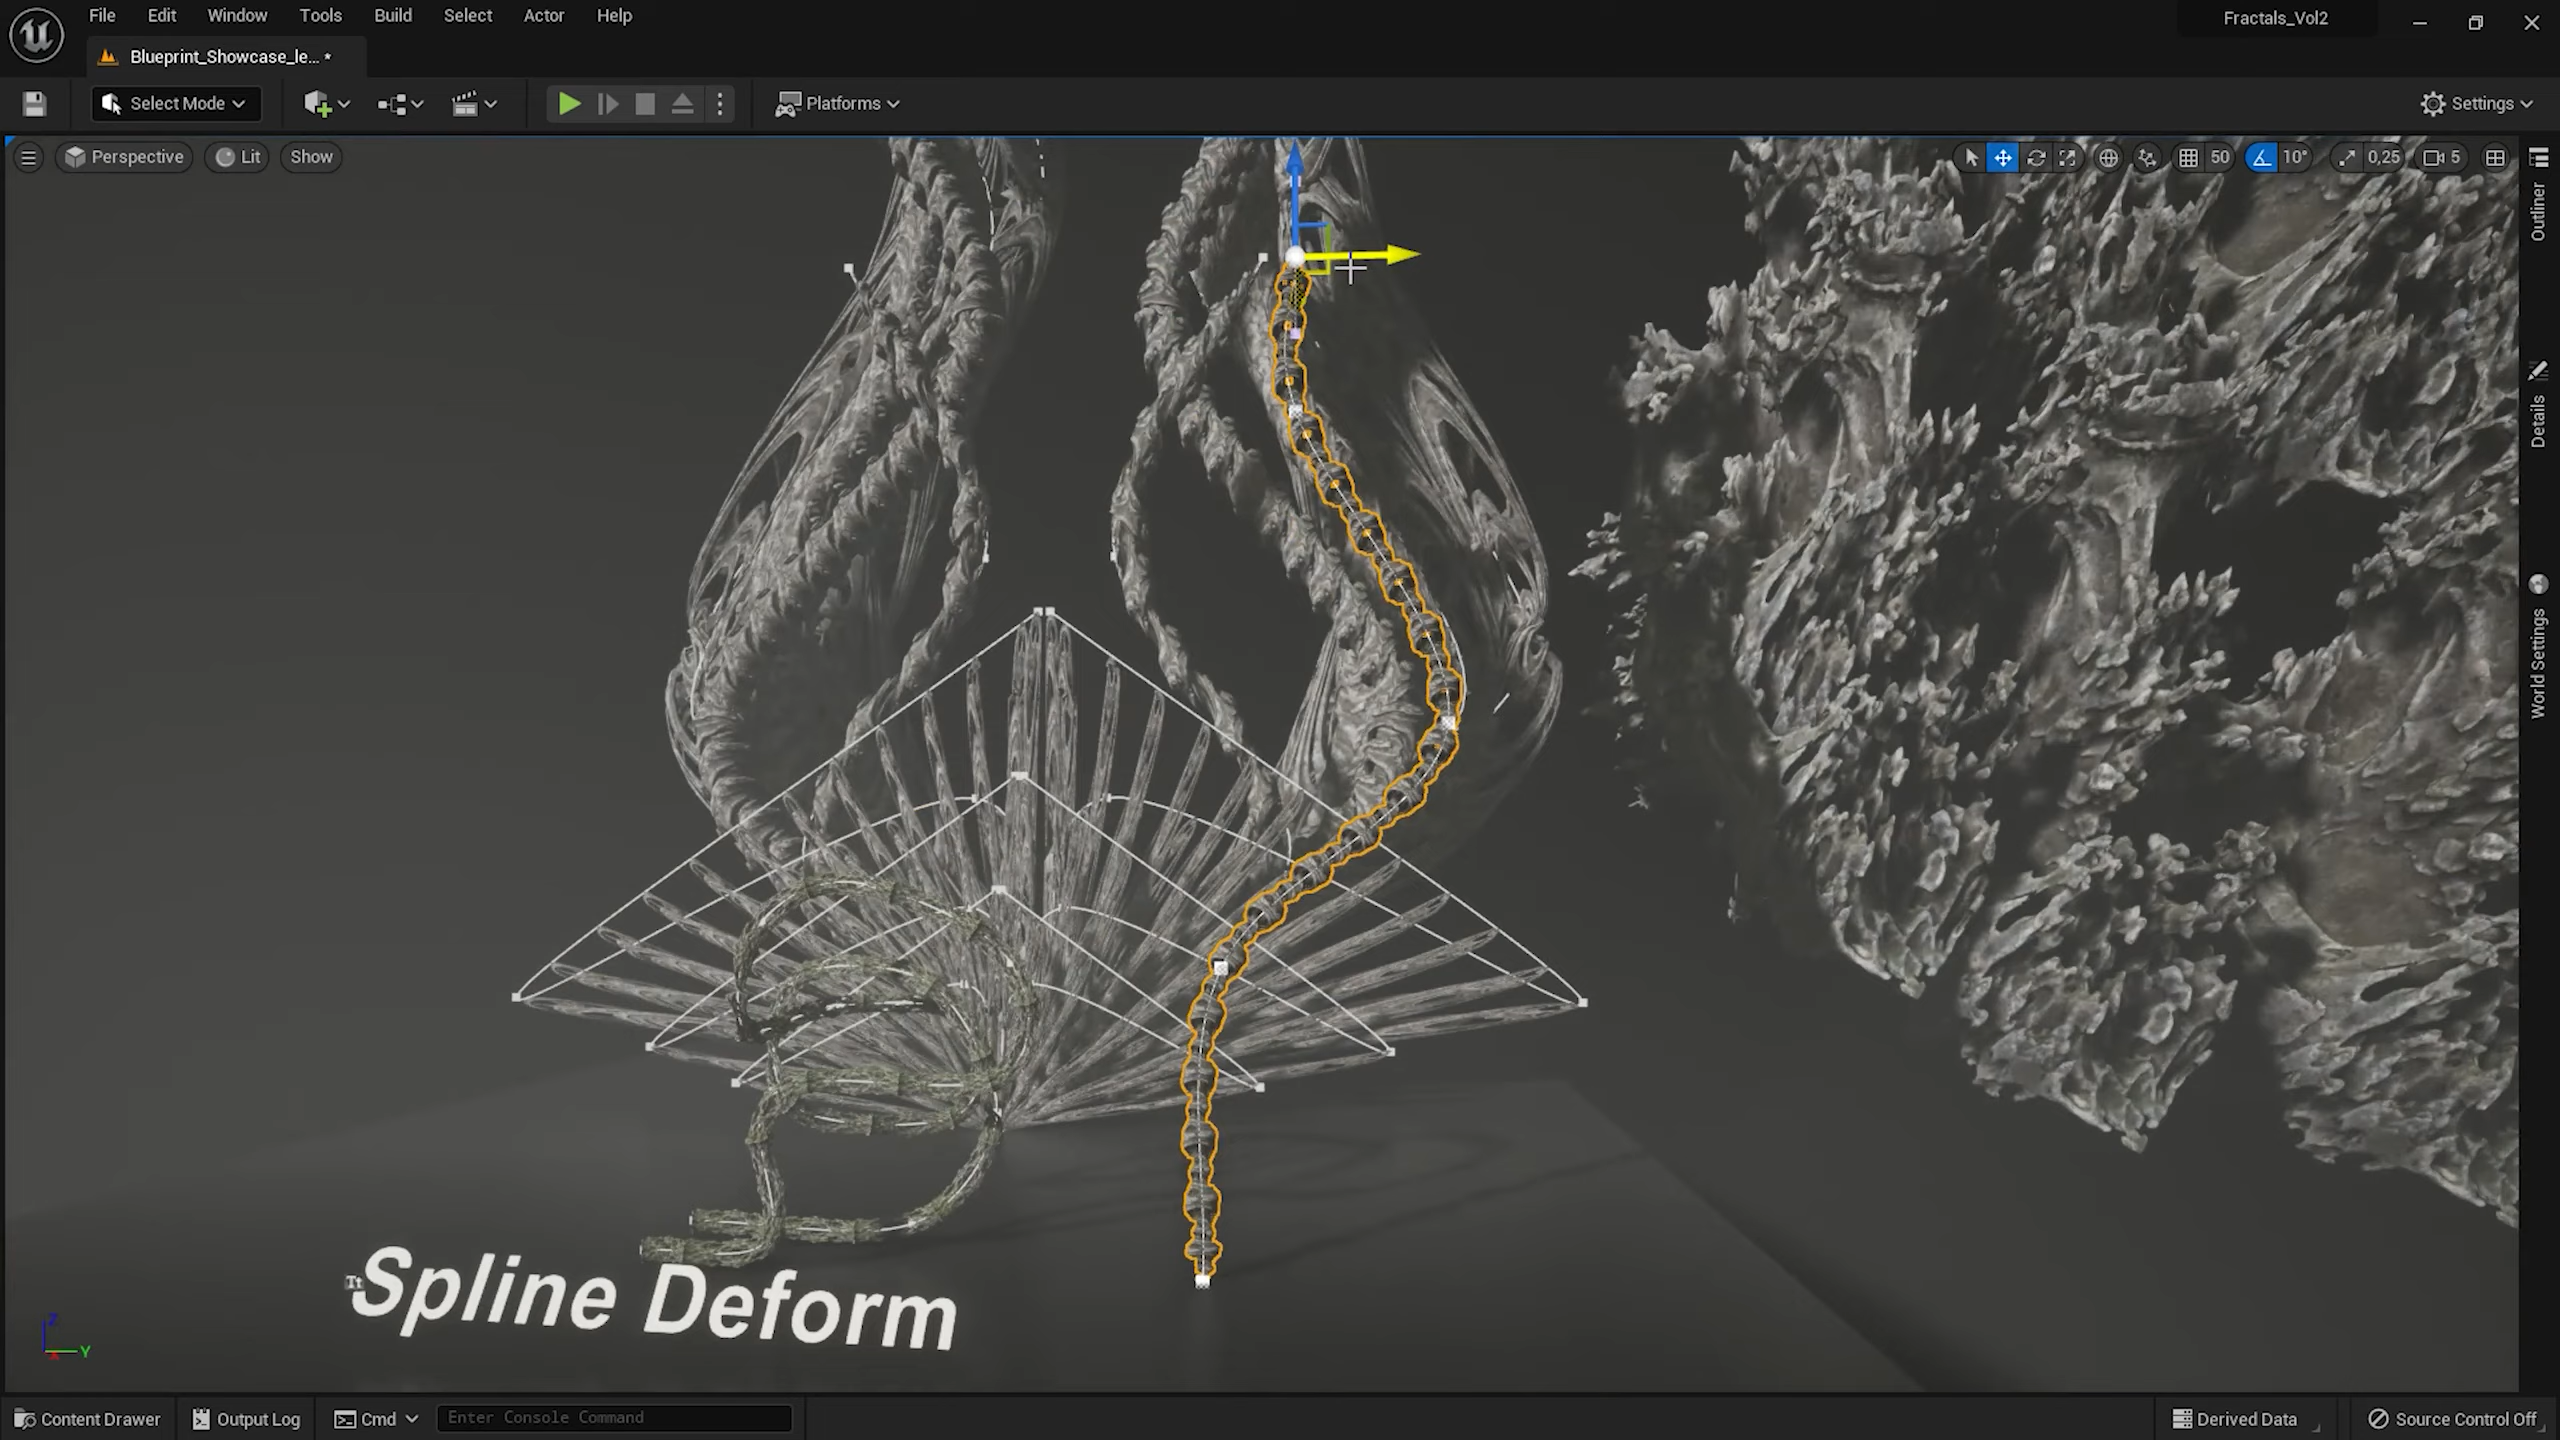 File Edit Window Tools Build Select Actor Help
Fractals_Vol2
Blueprint_Showcase_le... *
Select Mode
Platforms
Settings
Perspective
Lit
Show
50
10°
0,25
5
Outliner
Details
World Settings
Tt
Spline Deform
Z
Y
Content Drawer
Output Log
Cmd
Enter Console Command
Derived Data
Source Control Off